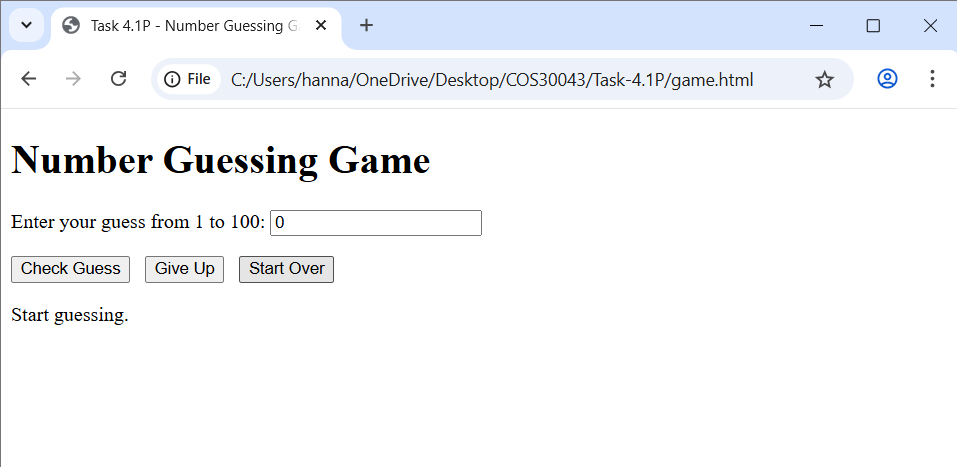 Task 4.1P - Number Guessing G
File C:/Users/hanna/OneDrive/Desktop/COS30043/Task-4.1P/game.html
Number Guessing Game
Enter your guess from 1 to 100: 0
Check Guess Give Up Start Over
Start guessing.